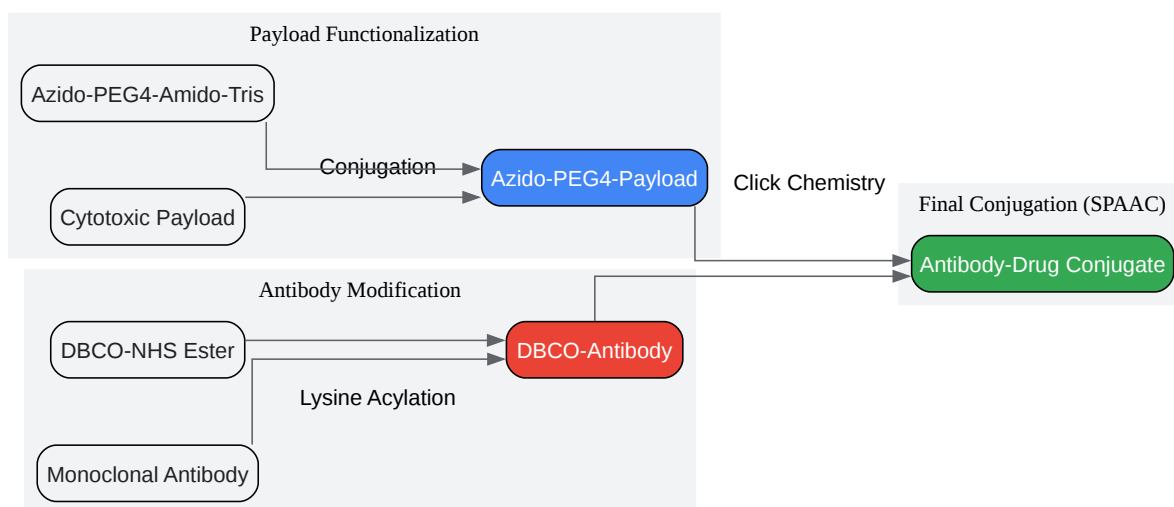 Payload Functionalization
Azido-PEG4-Amido-Tris
Conjugation
Azido-PEG4-Payload
Cytotoxic Payload
Click Chemistry
Final Conjugation (SPAAC)
Antibody-Drug Conjugate
Antibody Modification
DBCO-NHS Ester
DBCO-Antibody
Lysine Acylation
Monoclonal Antibody